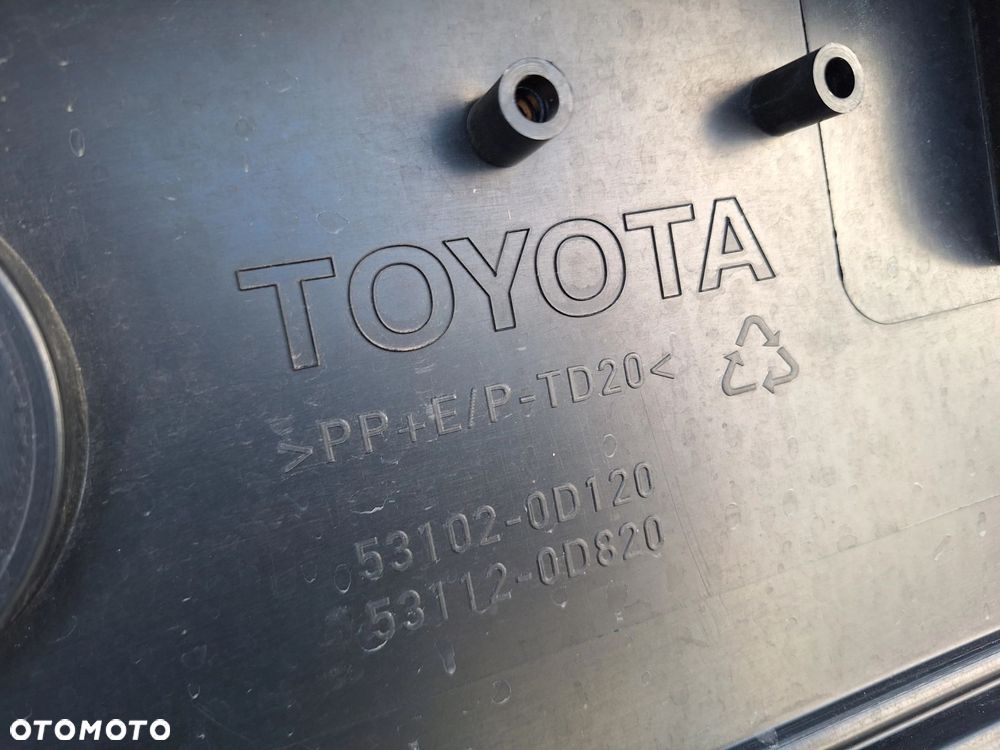 TOYOTA
>PP+E/P-TD20<
53102-0D120
53112-0D820
OTOMOTO